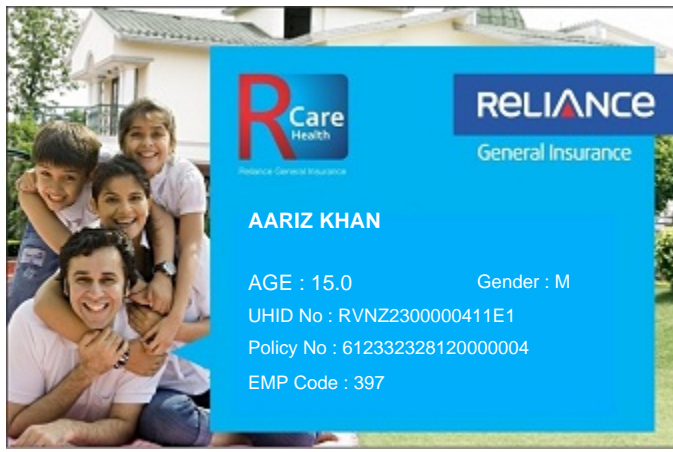 R Care
Health
Reliance General Insurance
RELIANCE
General Insurance
AARIZ KHAN
AGE : 15.0 Gender : M
UHID No : RVNZ2300000411E1
Policy No : 612332328120000004
EMP Code : 397